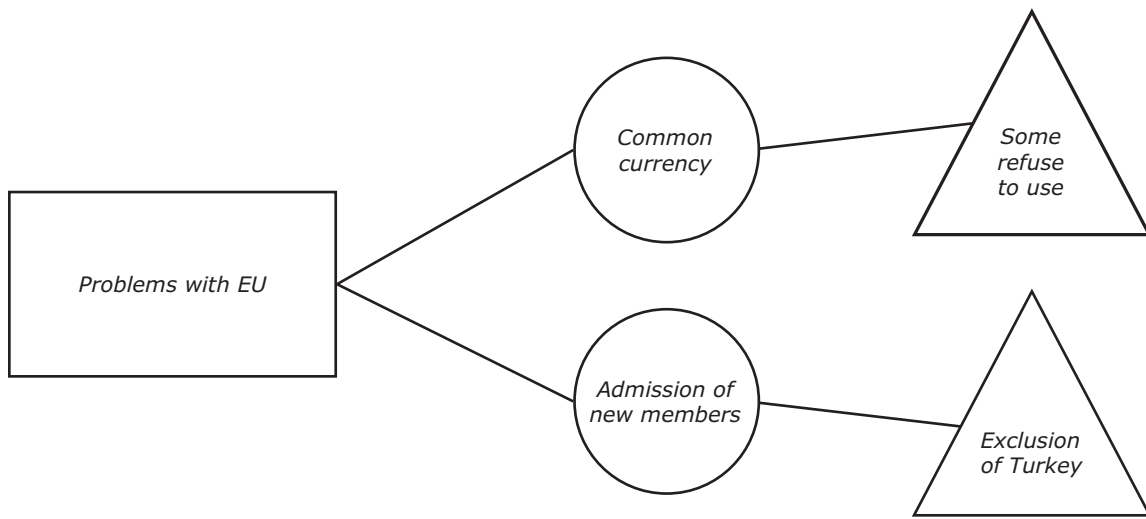 Problems with EU
Common
currency
Some
refuse
to use
Admission of
new members
Exclusion
of Turkey